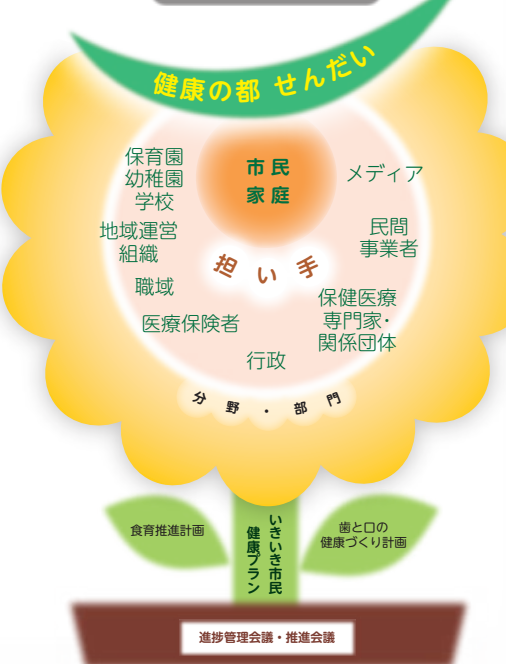 健康の都 せんだい
市民
家庭
担い手
保育園
幼稚園
学校
地域運営
組織
職域
医療保険者
行政
メディア
民間
事業者
保健医療
専門家・
関係団体
分野・部門
食育推進計画
いきいき市民
健康プラン
歯と口の
健康づくり計画
進捗管理会議・推進会議